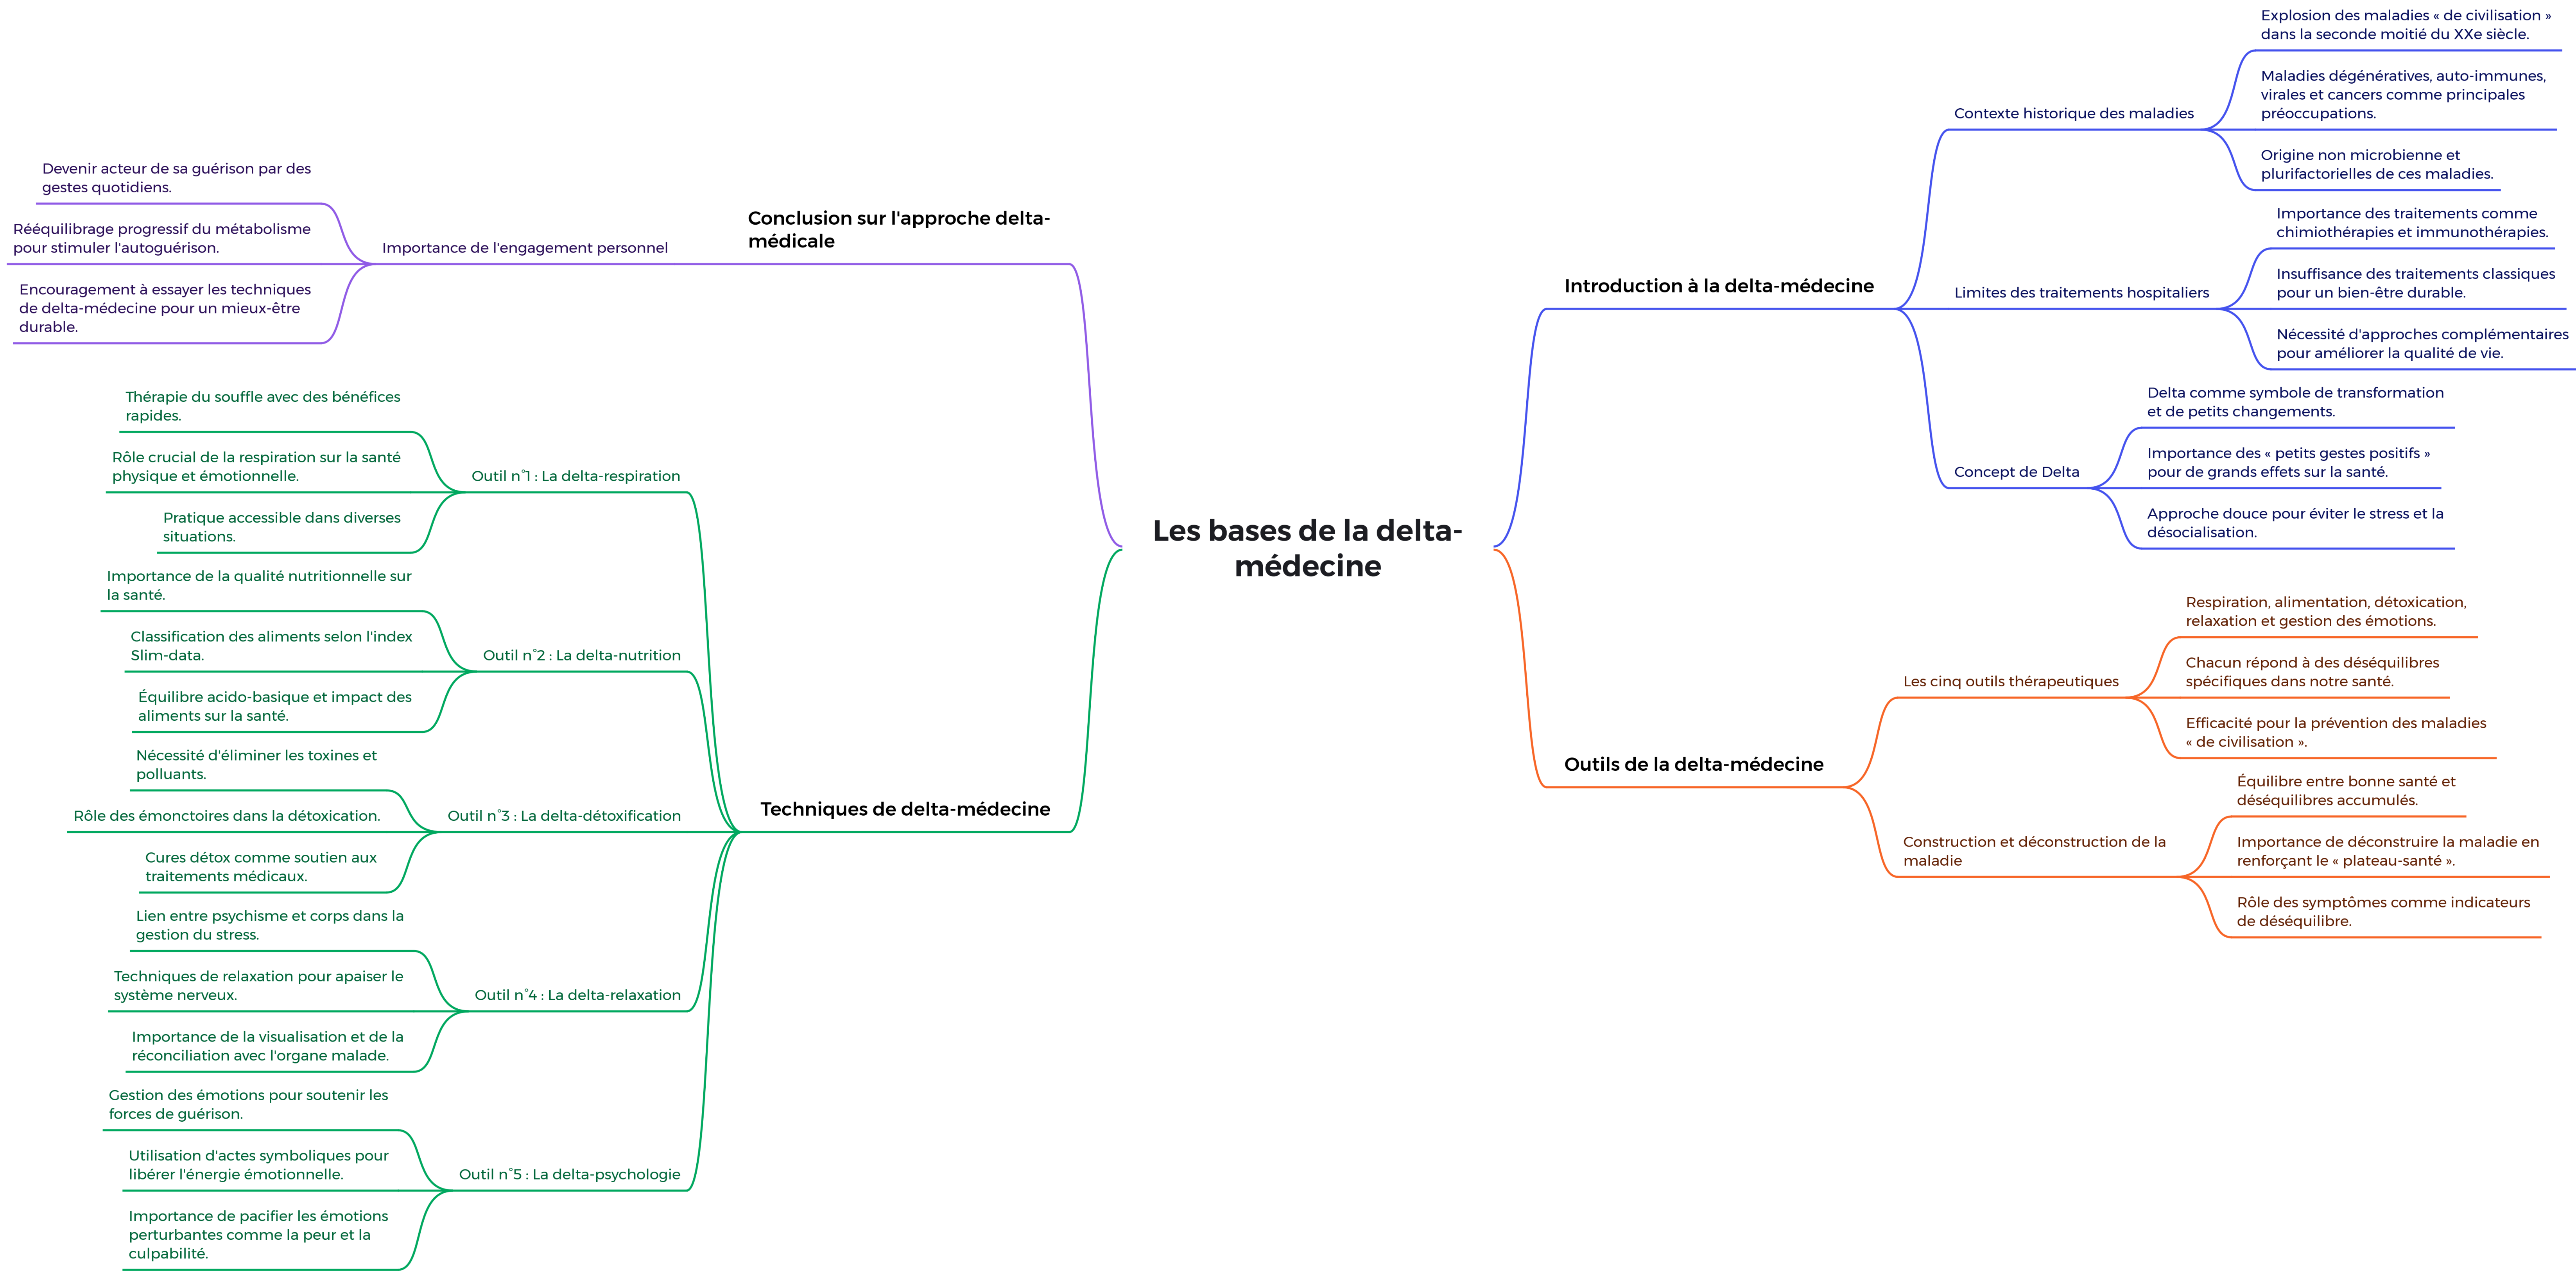 Les bases de la delta-
médecine
Introduction à la delta-médecine
Contexte historique des maladies
Explosion des maladies « de civilisation »
dans la seconde moitié du XXe siècle.
Maladies dégénératives, auto-immunes,
virales et cancers comme principales
préoccupations.
Origine non microbienne et
plurifactorielles de ces maladies.
Limites des traitements hospitaliers
Importance des traitements comme
chimiothérapies et immunothérapies.
Insuffisance des traitements classiques
pour un bien-être durable.
Nécessité d'approches complémentaires
pour améliorer la qualité de vie.
Concept de Delta
Delta comme symbole de transformation
et de petits changements.
Importance des « petits gestes positifs »
pour de grands effets sur la santé.
Approche douce pour éviter le stress et la
désocialisation.
Outils de la delta-médecine
Les cinq outils thérapeutiques
Respiration, alimentation, détoxication,
relaxation et gestion des émotions.
Chacun répond à des déséquilibres
spécifiques dans notre santé.
Efficacité pour la prévention des maladies
« de civilisation ».
Construction et déconstruction de la
maladie
Équilibre entre bonne santé et
déséquilibres accumulés.
Importance de déconstruire la maladie en
renforçant le « plateau-santé ».
Rôle des symptômes comme indicateurs
de déséquilibre.
Techniques de delta-médecine
Outil n°1 : La delta-respiration
Thérapie du souffle avec des bénéfices
rapides.
Rôle crucial de la respiration sur la santé
physique et émotionnelle.
Pratique accessible dans diverses
situations.
Outil n°2 : La delta-nutrition
Importance de la qualité nutritionnelle sur
la santé.
Classification des aliments selon l'index
Slim-data.
Équilibre acido-basique et impact des
aliments sur la santé.
Outil n°3 : La delta-détoxification
Nécessité d'éliminer les toxines et
polluants.
Rôle des émonctoires dans la détoxication.
Cures détox comme soutien aux
traitements médicaux.
Outil n°4 : La delta-relaxation
Lien entre psychisme et corps dans la
gestion du stress.
Techniques de relaxation pour apaiser le
système nerveux.
Importance de la visualisation et de la
réconciliation avec l'organe malade.
Outil n°5 : La delta-psychologie
Gestion des émotions pour soutenir les
forces de guérison.
Utilisation d'actes symboliques pour
libérer l'énergie émotionnelle.
Importance de pacifier les émotions
perturbantes comme la peur et la
culpabilité.
Conclusion sur l'approche delta-
médicale
Importance de l'engagement personnel
Devenir acteur de sa guérison par des
gestes quotidiens.
Rééquilibrage progressif du métabolisme
pour stimuler l'autoguérison.
Encouragement à essayer les techniques
de delta-médecine pour un mieux-être
durable.